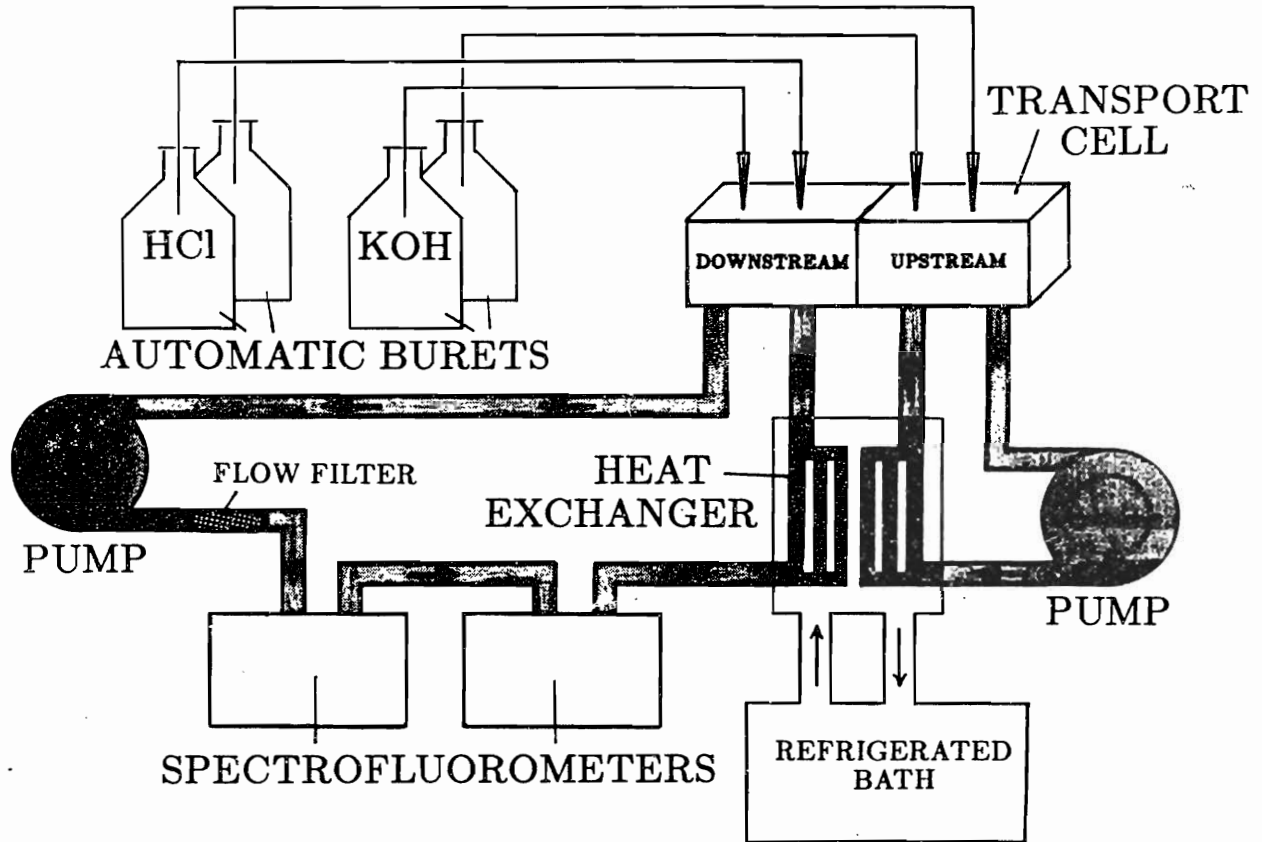 TRANSPORT
CELL
HCl
KOH
DOWNSTREAM
UPSTREAM
AUTOMATIC BURETS
FLOW FILTER
HEAT
EXCHANGER
PUMP
PUMP
SPECTROFLUOROMETERS
REFRIGERATED
BATH